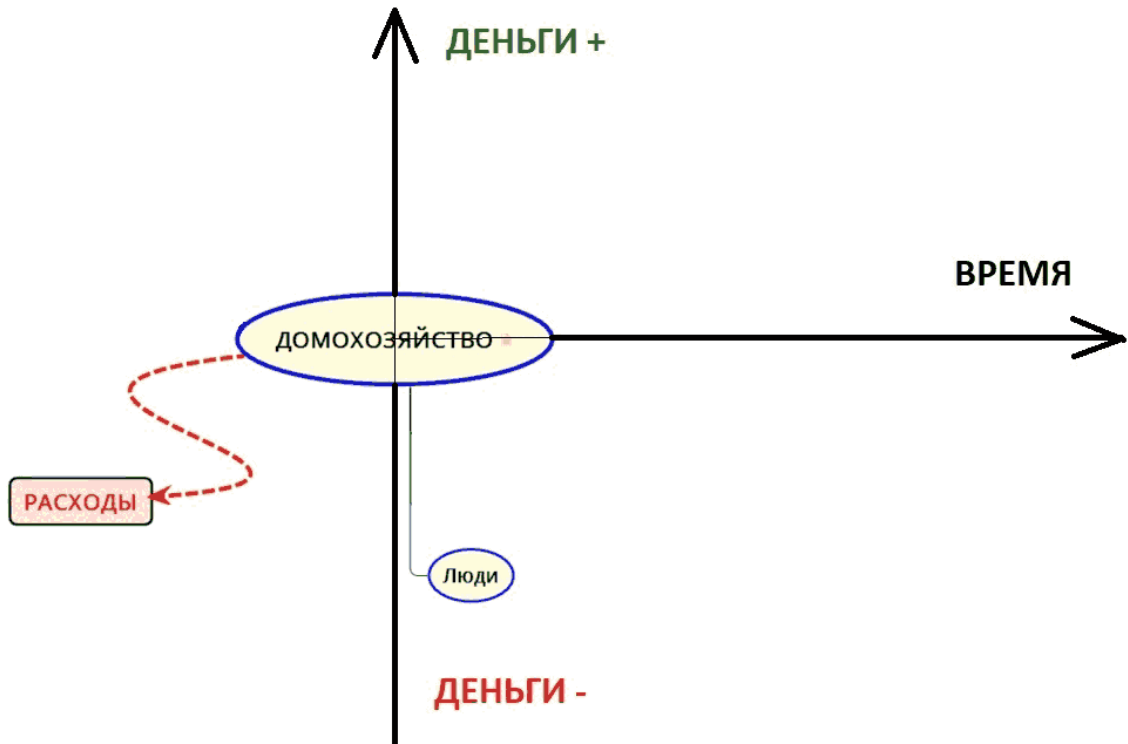 ДЕНЬГИ +
ВРЕМЯ
ДОМОХОЗЯЙСТВО
РАСХОДЫ
Люди
ДЕНЬГИ -